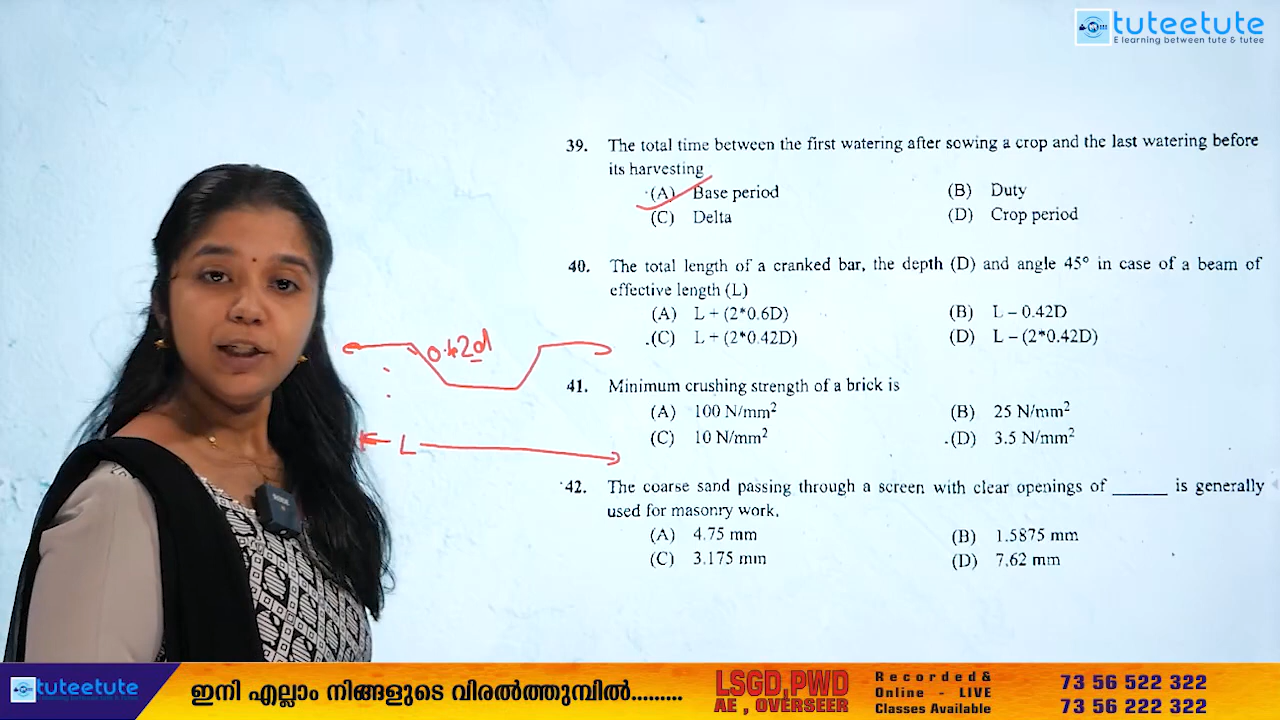 tuteetute
E learning between tute & tutee
39. The total time between the first watering after sowing a crop and the last watering before
its harvesting
(A) Base period (B) Duty
(C) Delta (D) Crop period
40. The total length of a cranked bar, the depth (D) and angle 45° in case of a beam of
effective length (L)
(A) L + (2*0.6D) (B) L – 0.42D
(C) L + (2*0.42D) (D) L – (2*0.42D)
0.42d
L
41. Minimum crushing strength of a brick is
(A) 100 N/mm² (B) 25 N/mm²
(C) 10 N/mm² (D) 3.5 N/mm²
42. The coarse sand passing through a screen with clear openings of ______ is generally
used for masonry work.
(A) 4.75 mm (B) 1.5875 mm
(C) 3.175 mm (D) 7.62 mm
tuteetute
ഇനി എല്ലാം നിങ്ങളുടെ വിരൽത്തുമ്പിൽ.........
LSGD,PWD
AE , OVERSEER
Recorded &
Online - LIVE
Classes Available
73 56 522 322
73 56 222 322